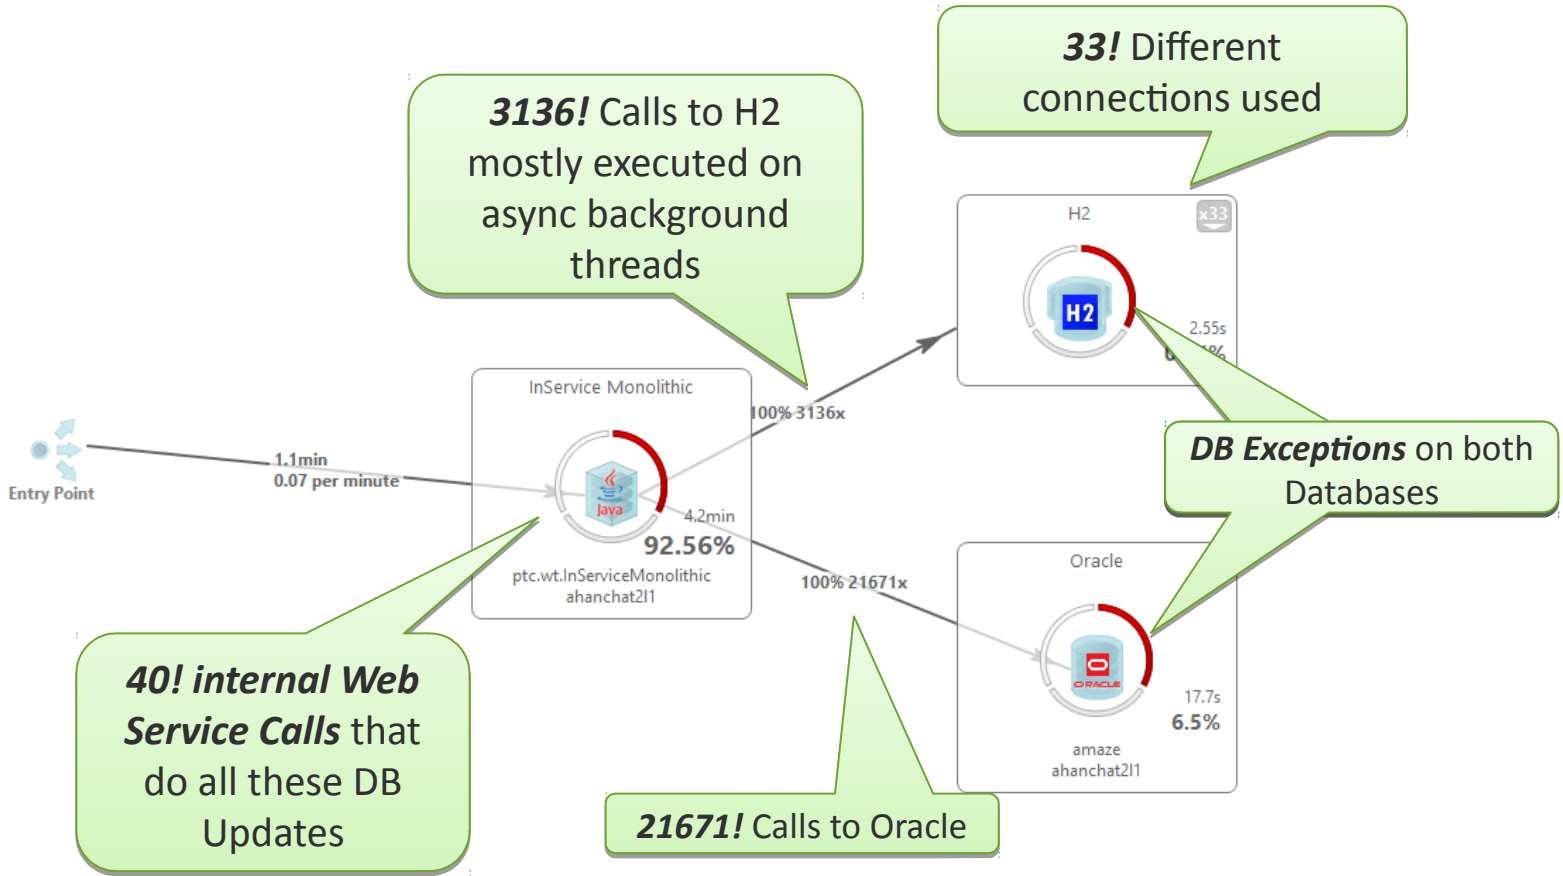 33! Different
connections used
3136! Calls to H2
mostly executed on
async background
threads
H2
x33
H2
2.55s
InService Monolithic
100% 3136x
1.1min
0.07 per minute
Entry Point
Java
4.2min
92.56%
ptc.wt.InServiceMonolithic
ahanchat2l1
DB Exceptions on both
Databases
100% 21671x
Oracle
ORACLE
17.7s
6.5%
amaze
ahanchat2l1
40! internal Web
Service Calls that
do all these DB
Updates
21671! Calls to Oracle